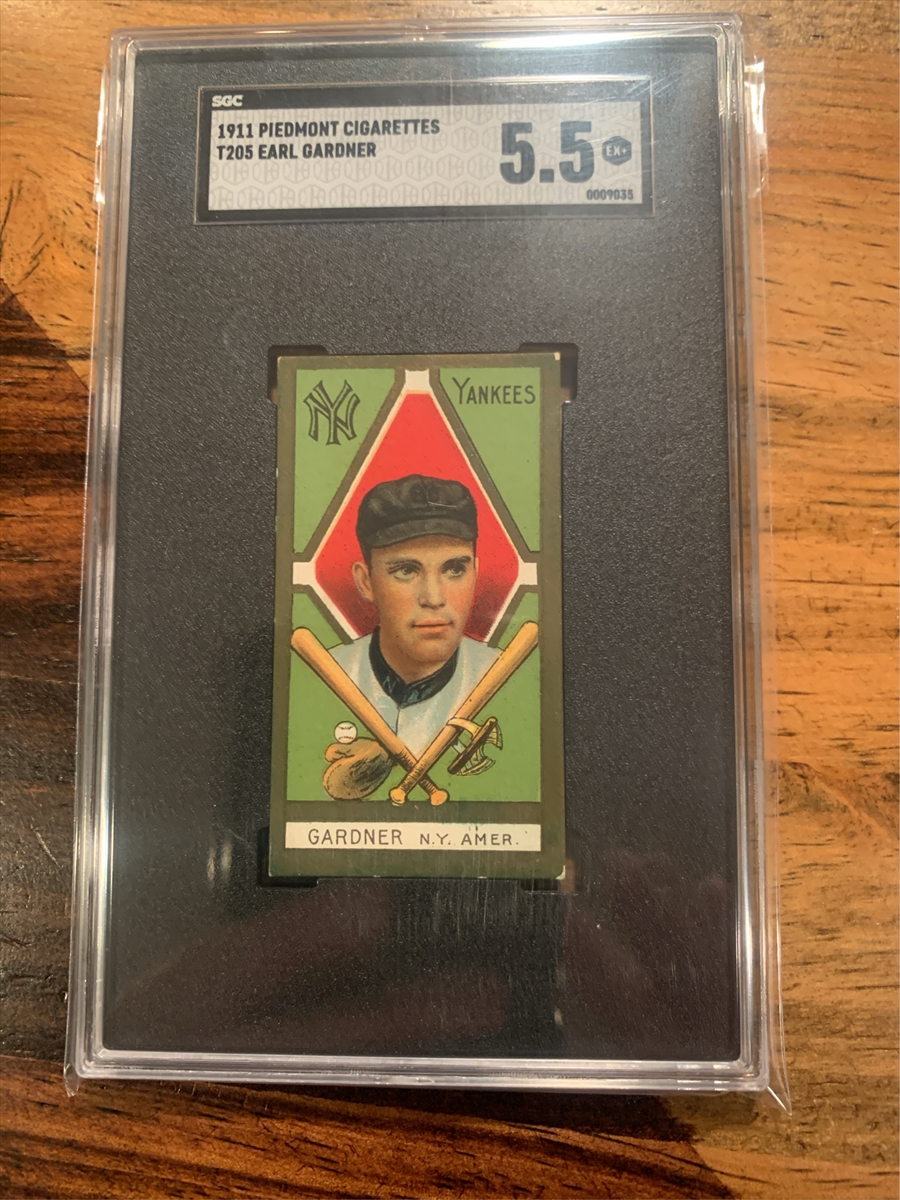 SGC
1911 PIEDMONT CIGARETTES
T205 EARL GARDNER
5.5 EX+
0009035
NY YANKEES
N Y
GARDNER N.Y. AMER.